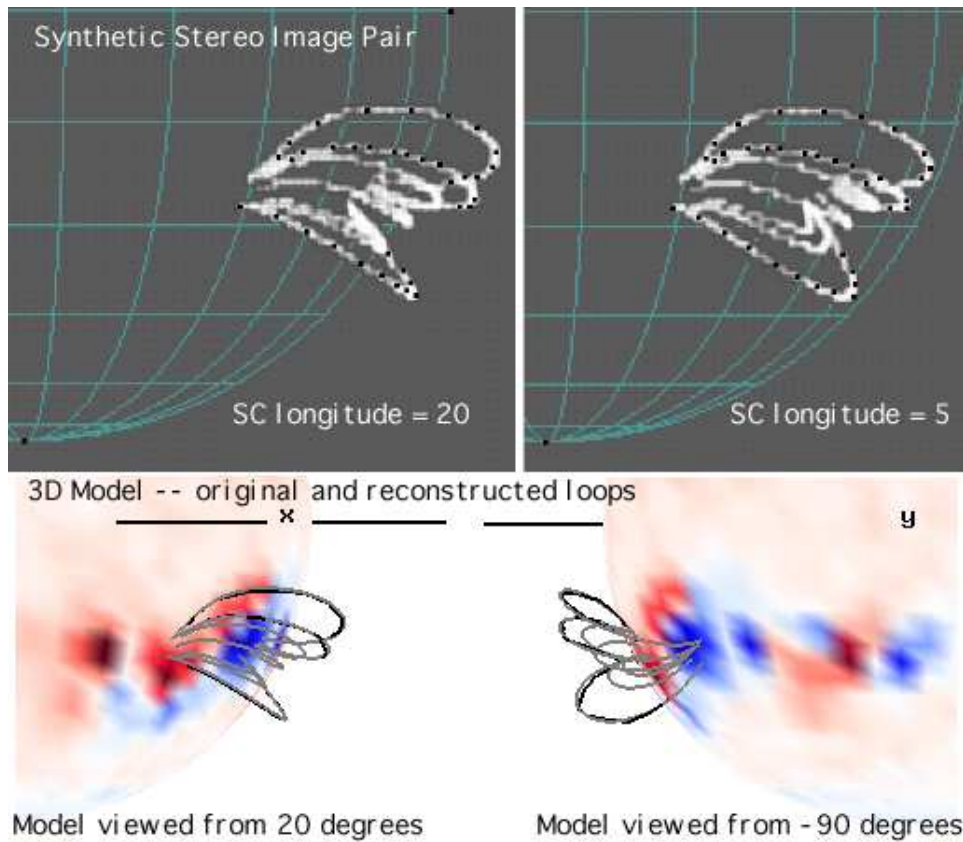 Synthetic Stereo Image Pair
SC longitude = 20
SC longitude = 5
3D Model -- original and reconstructed loops
x
y
Model viewed from 20 degrees
Model viewed from -90 degrees